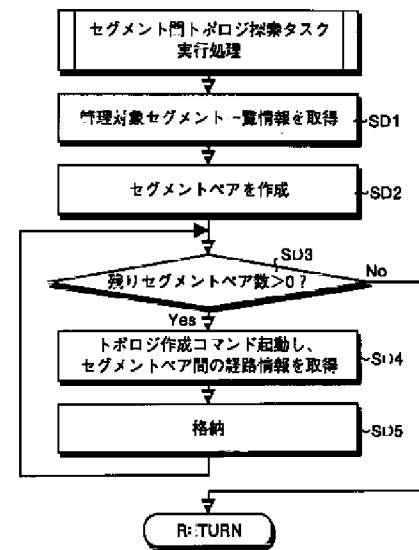 セグメント間トポロジ探索タスク
実行処理
管理対象セグメント一覧情報を取得
SD1
セグメントペアを作成
SD2
SD3
残りセグメントペア数>0?
No
Yes
トポロジ作成コマンド起動し、
セグメントペア間の経路情報を取得
SD4
格納
SD5
RETURN